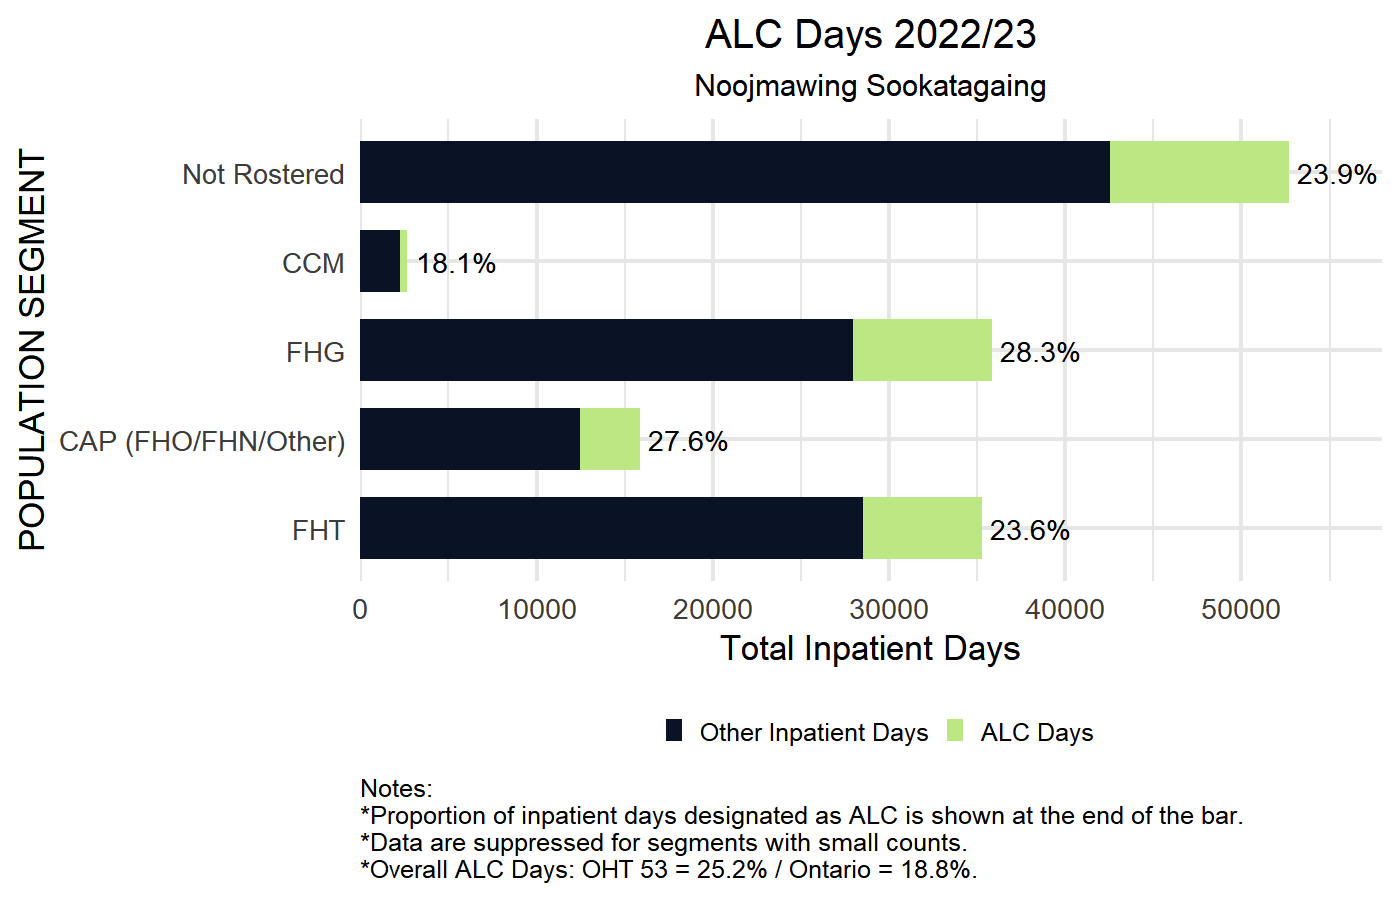 ALC Days 2022/23
Noojmawing Sookatagaing
POPULATION SEGMENT
Not Rostered
23.9%
CCM
18.1%
FHG
28.3%
CAP (FHO/FHN/Other)
27.6%
FHT
23.6%
0 10000 20000 30000 40000 50000
Total Inpatient Days
Other Inpatient Days ALC Days
Notes:
*Proportion of inpatient days designated as ALC is shown at the end of the bar.
*Data are suppressed for segments with small counts.
*Overall ALC Days: OHT 53 = 25.2% / Ontario = 18.8%.